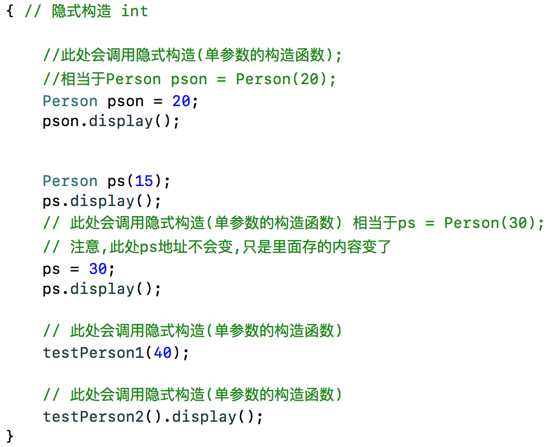 { // 隐式构造 int
//此处会调用隐式构造(单参数的构造函数);
//相当于Person pson = Person(20);
Person pson = 20;
pson.display();
Person ps(15);
ps.display();
// 此处会调用隐式构造(单参数的构造函数) 相当于ps = Person(30);
// 注意,此处ps地址不会变,只是里面存的内容变了
ps = 30;
ps.display();
// 此处会调用隐式构造(单参数的构造函数)
testPerson1(40);
// 此处会调用隐式构造(单参数的构造函数)
testPerson2().display();
}